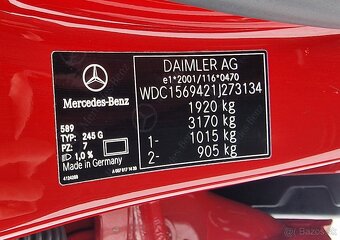 DAIMLER AG
e1*2001/116*0470
WDC1569421J273134
1920 kg
3170 kg
1- 1015 kg
2- 905 kg
Mercedes-Benz
589
TYP: 245 G
PZ: 7
1,0 %
Made in Germany